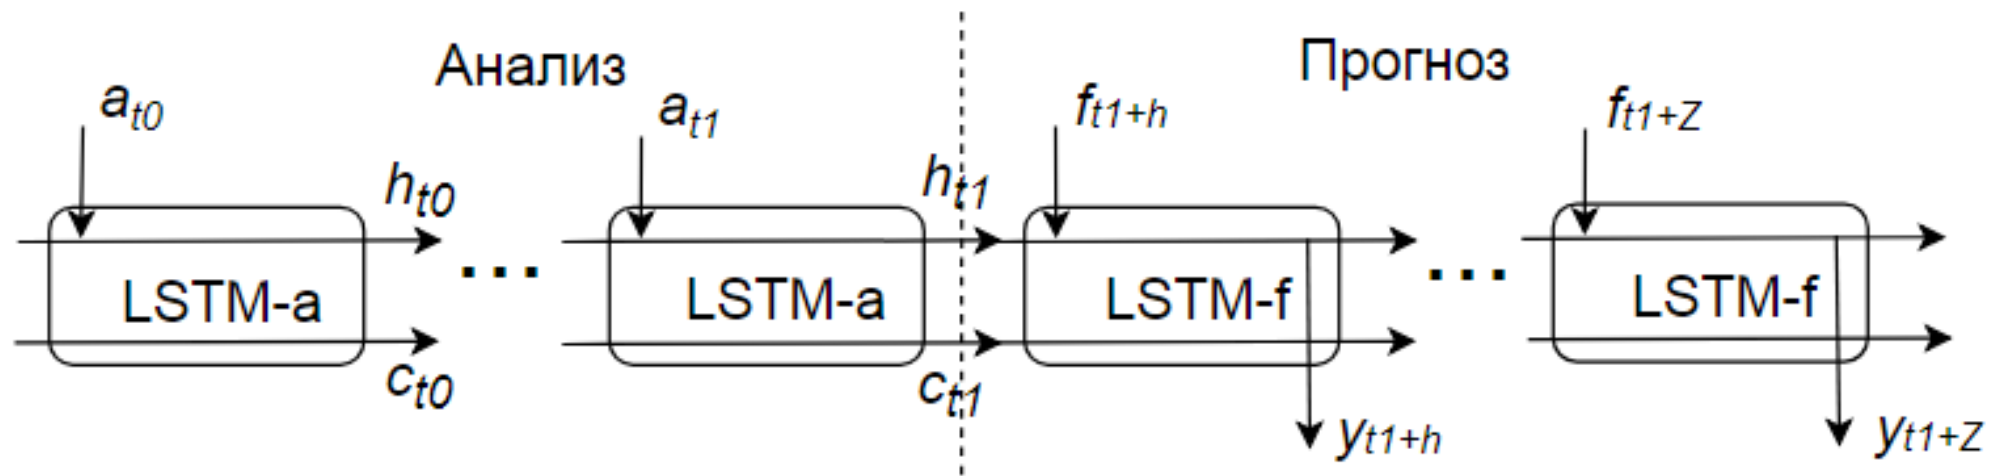 Анализ
Прогноз
a_t0
a_t1
f_t1+h
f_t1+Z
h_t0
h_t1
LSTM-a
...
LSTM-a
LSTM-f
...
LSTM-f
c_t0
c_t1
y_t1+h
y_t1+Z